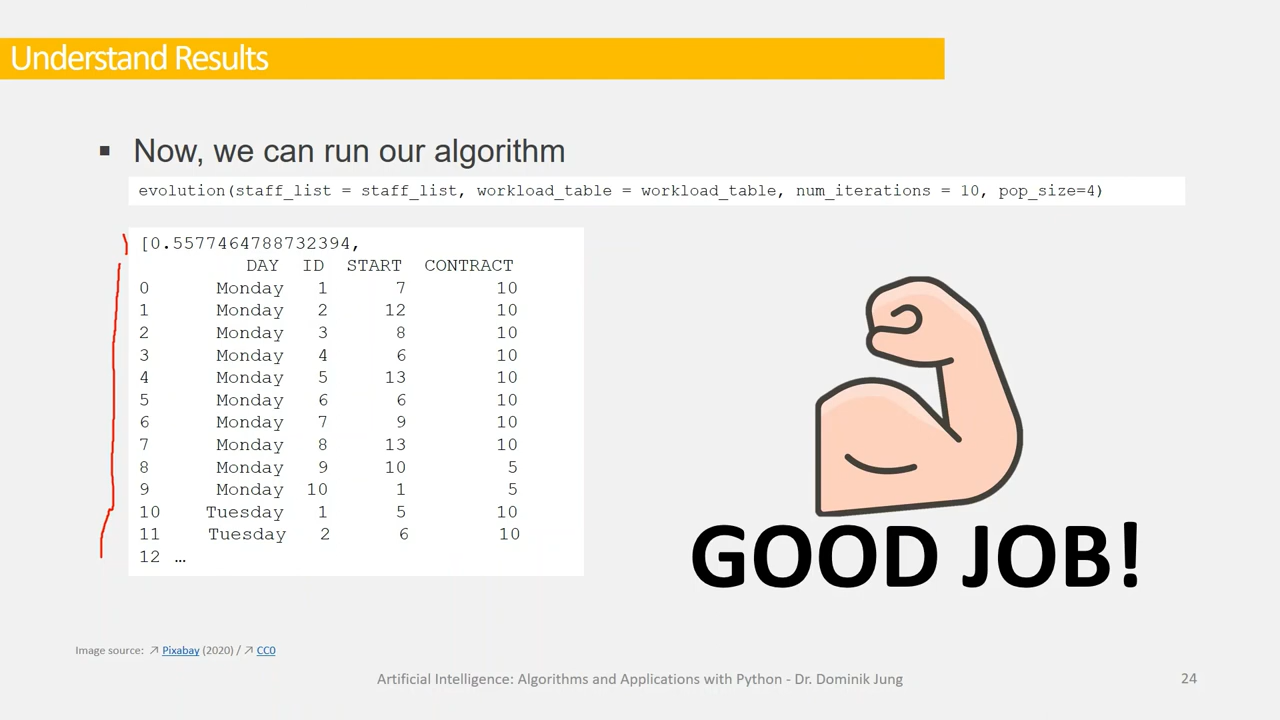 Understand Results
▪ Now, we can run our algorithm
evolution(staff_list = staff_list, workload_table = workload_table, num_iterations = 10, pop_size=4)
[0.5577464788732394,
DAY ID START CONTRACT
0 Monday 1 7 10
1 Monday 2 12 10
2 Monday 3 8 10
3 Monday 4 6 10
4 Monday 5 13 10
5 Monday 6 6 10
6 Monday 7 9 10
7 Monday 8 13 10
8 Monday 9 10 5
9 Monday 10 1 5
10 Tuesday 1 5 10
11 Tuesday 2 6 10
12 …
GOOD JOB!
Image source: ↗ Pixabay (2020) / ↗ CC0
Artificial Intelligence: Algorithms and Applications with Python - Dr. Dominik Jung
24